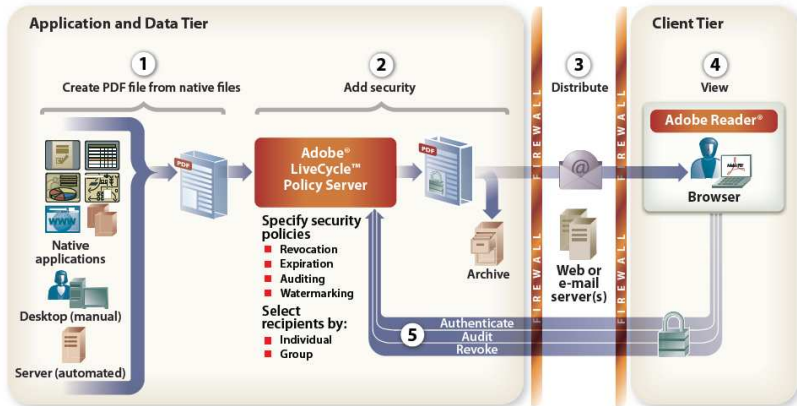 Application and Data Tier
Client Tier
1
2
3
4
Create PDF file from native files
Add security
Distribute
View
PDF
Adobe®
LiveCycle™
Policy Server
PDF
@
Adobe Reader®
Browser
WWW
Native
applications
Desktop (manual)
Server (automated)
Specify security
policies
Revocation
Expiration
Auditing
Watermarking
Select
recipients by:
Individual
Group
Archive
Web or
e-mail
server(s)
FIREWALL
FIREWALL
FIREWALL
FIREWALL
5
Authenticate
Audit
Revoke